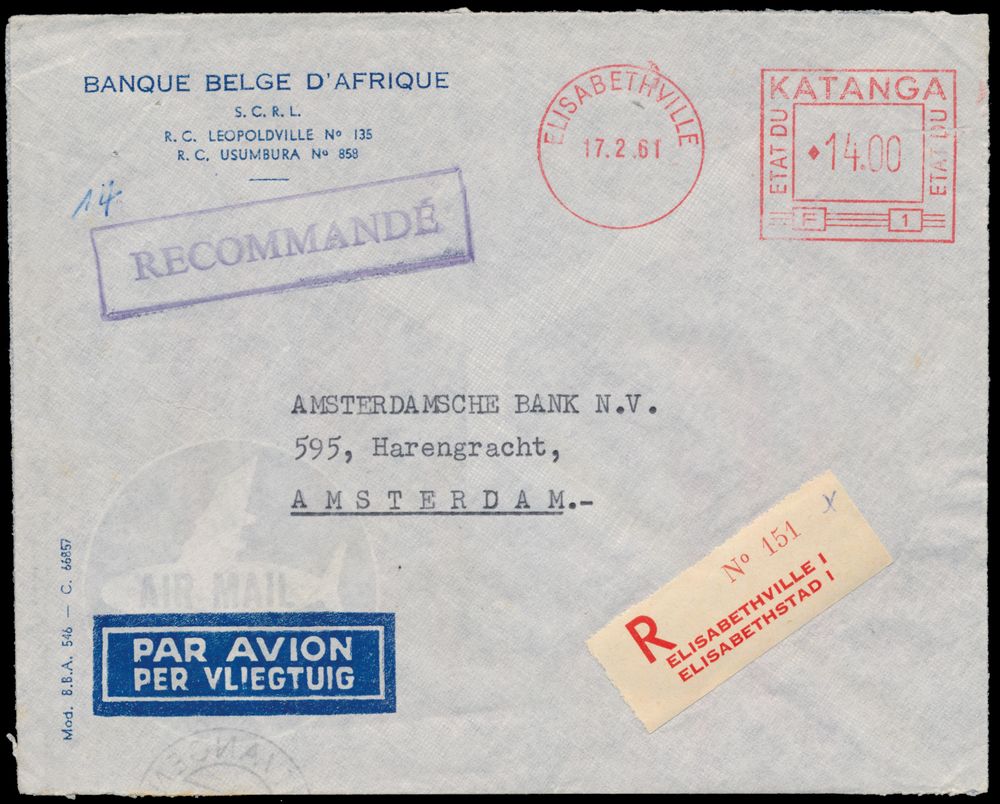 BANQUE BELGE D'AFRIQUE
S. C. R. L.
R. C. LEOPOLDVILLE Nº 135
R. C. USUMBURA Nº 858
14
RECOMMANDÉ
ELISABETHVILLE
17.2.61
KATANGA
ETAT DU
14.00
ETAT DU
F
1
AMSTERDAMSCHE BANK N.V.
595, Harengracht,
AMSTERDAM.-
X
Nº 151
R
ELISABETHVILLE I
ELISABETHSTAD I
AIR MAIL
PAR AVION
PER VLIEGTUIG
Mod. B.B.A. 546 — C. 66857